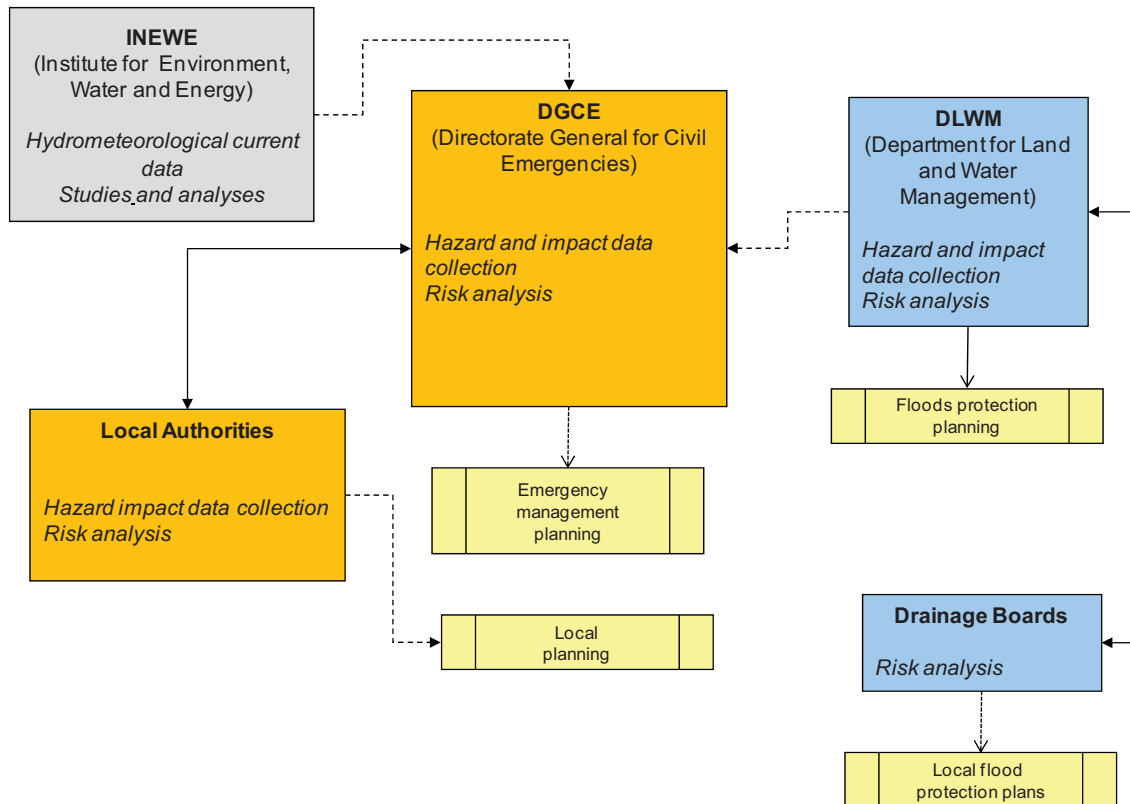 INEWE
(Institute for Environment,
Water and Energy)
Hydrometeorological current
data
Studies and analyses
DGCE
(Directorate General for Civil
Emergencies)
Hazard and impact data
collection
Risk analysis
DLWM
(Department for Land
and Water
Management)
Hazard and impact
data collection
Risk analysis
Floods protection
planning
Local Authorities
Hazard impact data collection
Risk analysis
Emergency
management
planning
Local
planning
Drainage Boards
Risk analysis
Local flood
protection plans